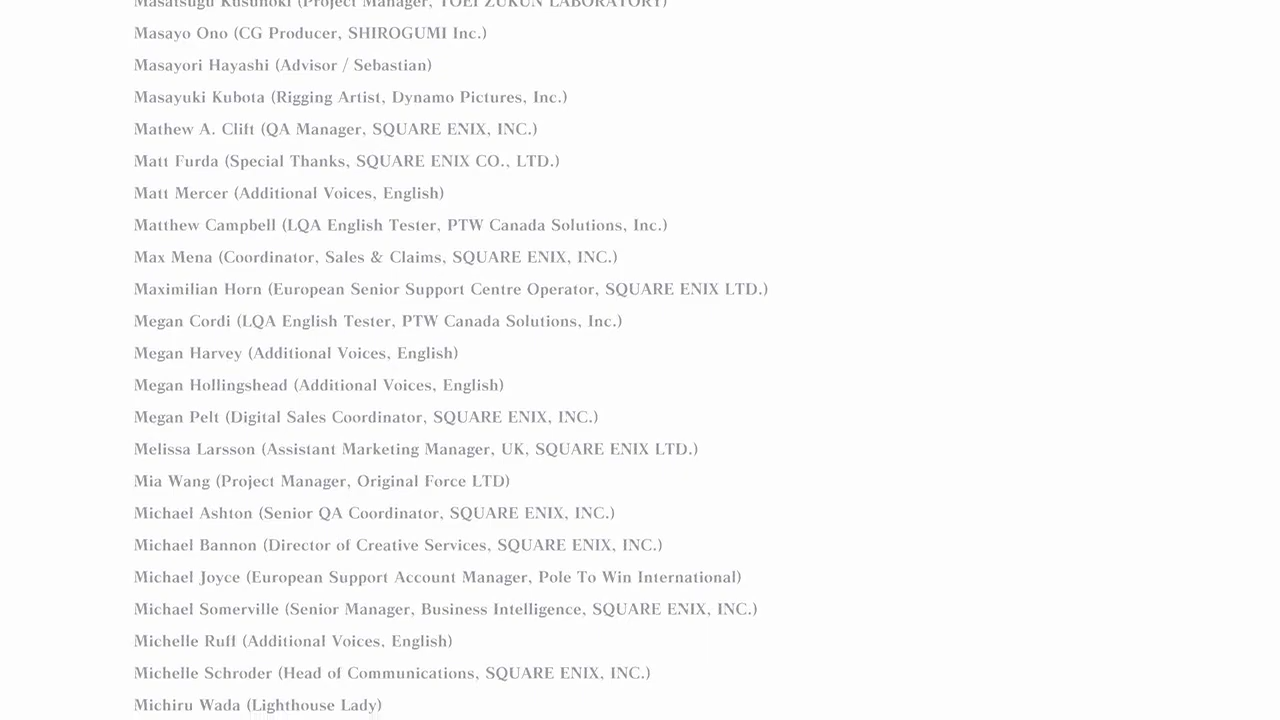 Masatsugu Kusunoki (Project Manager, TOEI ZUKUN LABORATORY)
Masayo Ono (CG Producer, SHIROGUMI Inc.)
Masayori Hayashi (Advisor / Sebastian)
Masayuki Kubota (Rigging Artist, Dynamo Pictures, Inc.)
Mathew A. Clift (QA Manager, SQUARE ENIX, INC.)
Matt Furda (Special Thanks, SQUARE ENIX CO., LTD.)
Matt Mercer (Additional Voices, English)
Matthew Campbell (LQA English Tester, PTW Canada Solutions, Inc.)
Max Mena (Coordinator, Sales & Claims, SQUARE ENIX, INC.)
Maximilian Horn (European Senior Support Centre Operator, SQUARE ENIX LTD.)
Megan Cordi (LQA English Tester, PTW Canada Solutions, Inc.)
Megan Harvey (Additional Voices, English)
Megan Hollingshead (Additional Voices, English)
Megan Pelt (Digital Sales Coordinator, SQUARE ENIX, INC.)
Melissa Larsson (Assistant Marketing Manager, UK, SQUARE ENIX LTD.)
Mia Wang (Project Manager, Original Force LTD)
Michael Ashton (Senior QA Coordinator, SQUARE ENIX, INC.)
Michael Bannon (Director of Creative Services, SQUARE ENIX, INC.)
Michael Joyce (European Support Account Manager, Pole To Win International)
Michael Somerville (Senior Manager, Business Intelligence, SQUARE ENIX, INC.)
Michelle Ruff (Additional Voices, English)
Michelle Schroder (Head of Communications, SQUARE ENIX, INC.)
Michiru Wada (Lighthouse Lady)